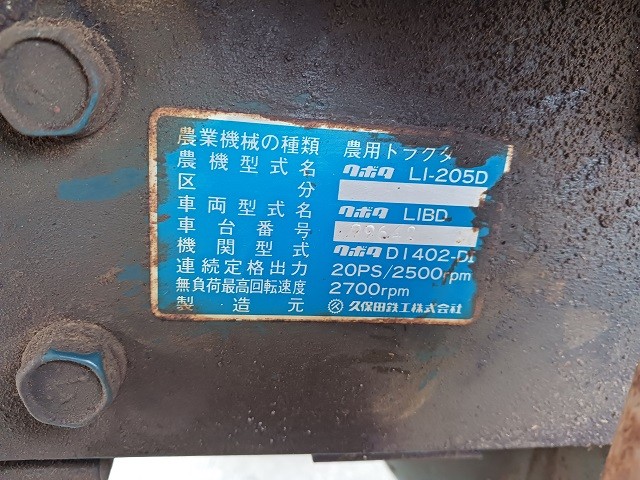 農業機械の種類 農用トラクタ
農機型式名 クボタ L1-205D
区分
車両型式名 クボタ L1BD
車台番号
機関型式 クボタ D1402-DI
連続定格出力 20PS/2500rpm
無負荷最高回転速度 2700rpm
製造元 久保田鉄工株式会社